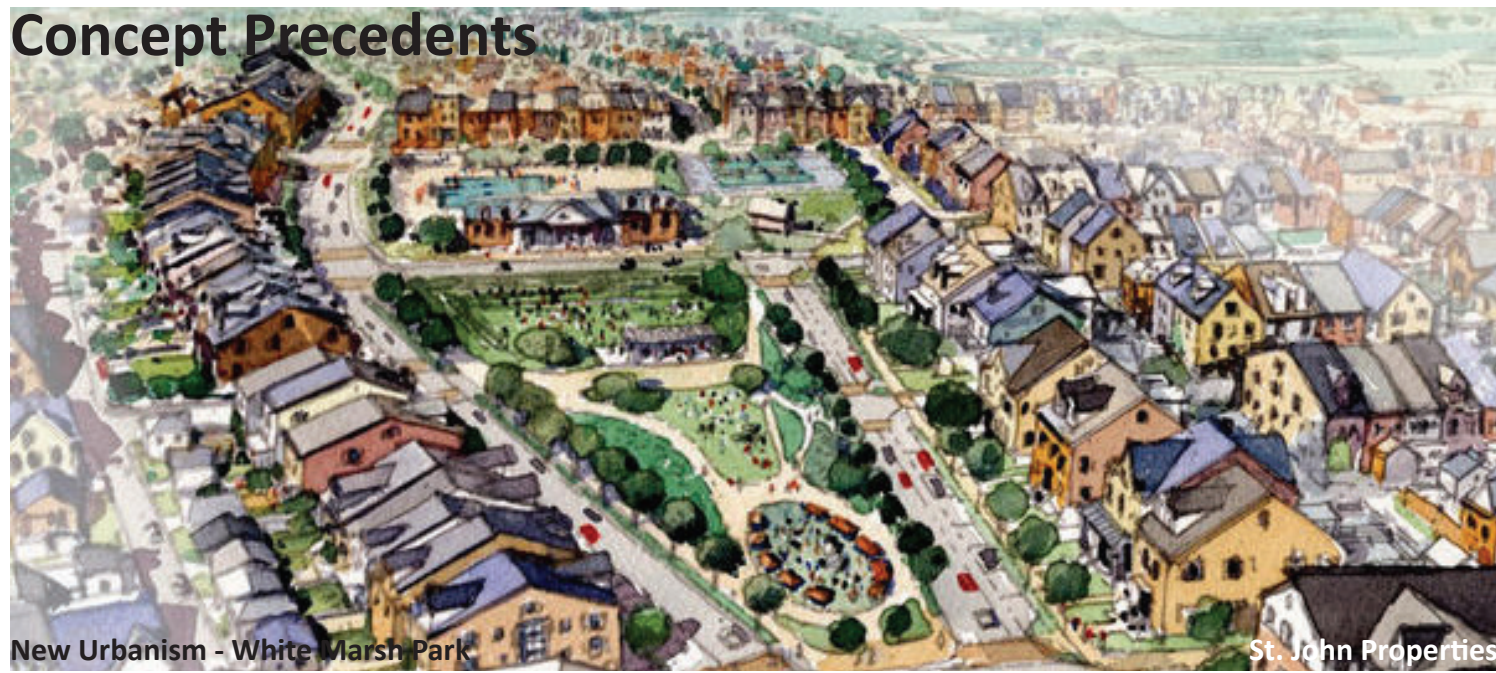 Concept Precedents
New Urbanism - White Marsh Park
St. John Properties